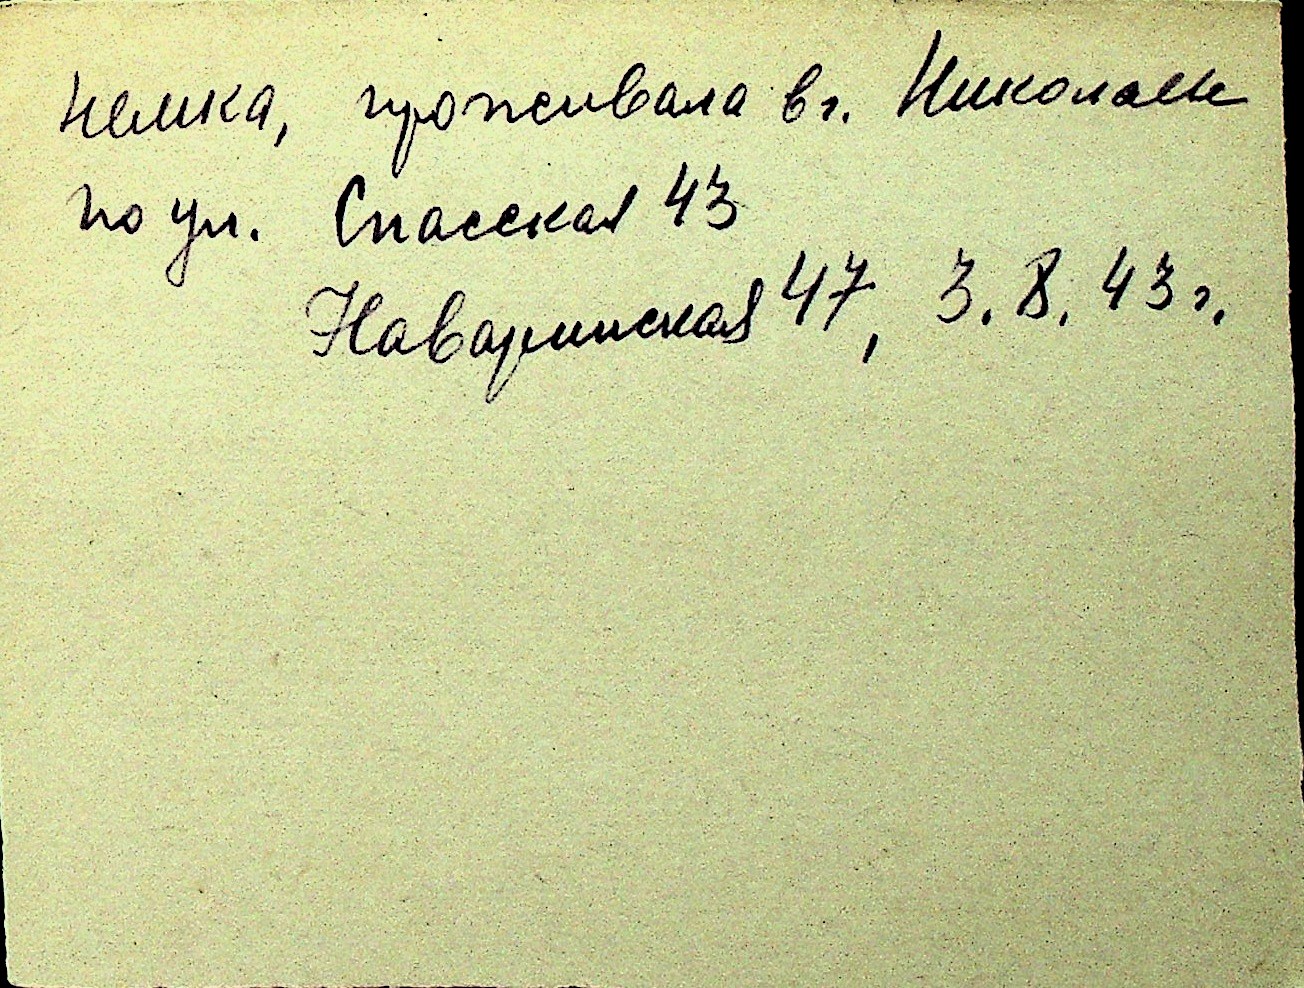 немка, проживала в г. Николаеве
по ул. Спасская 43
Наваринская 47, 3.8.43 г.